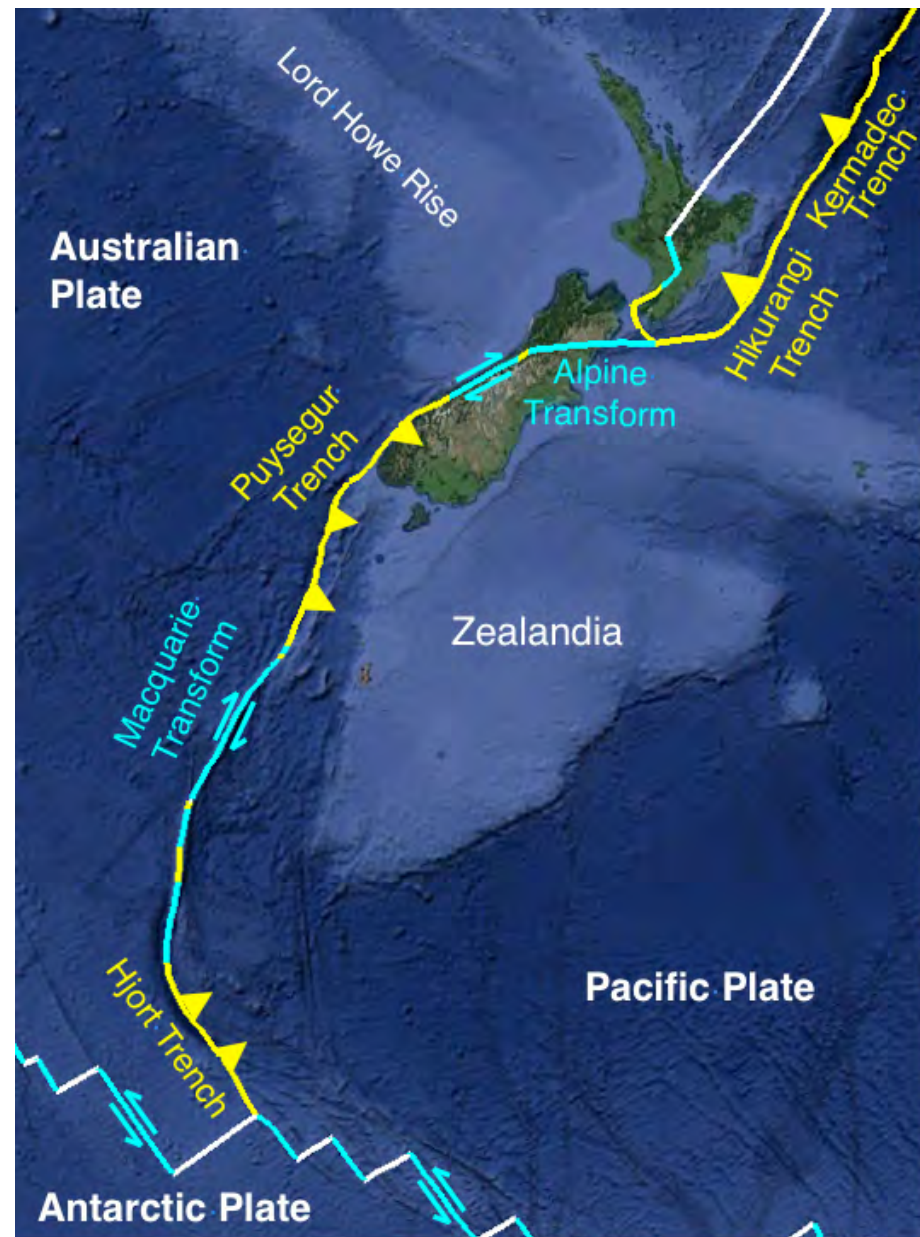 Lord Howe Rise
Kermadec
Trench
Australian
Plate
Hikurangi
Trench
Alpine
Transform
Puysegur
Trench
Zealandia
Macquarie
Transform
Pacific Plate
Hjort Trench
Antarctic Plate